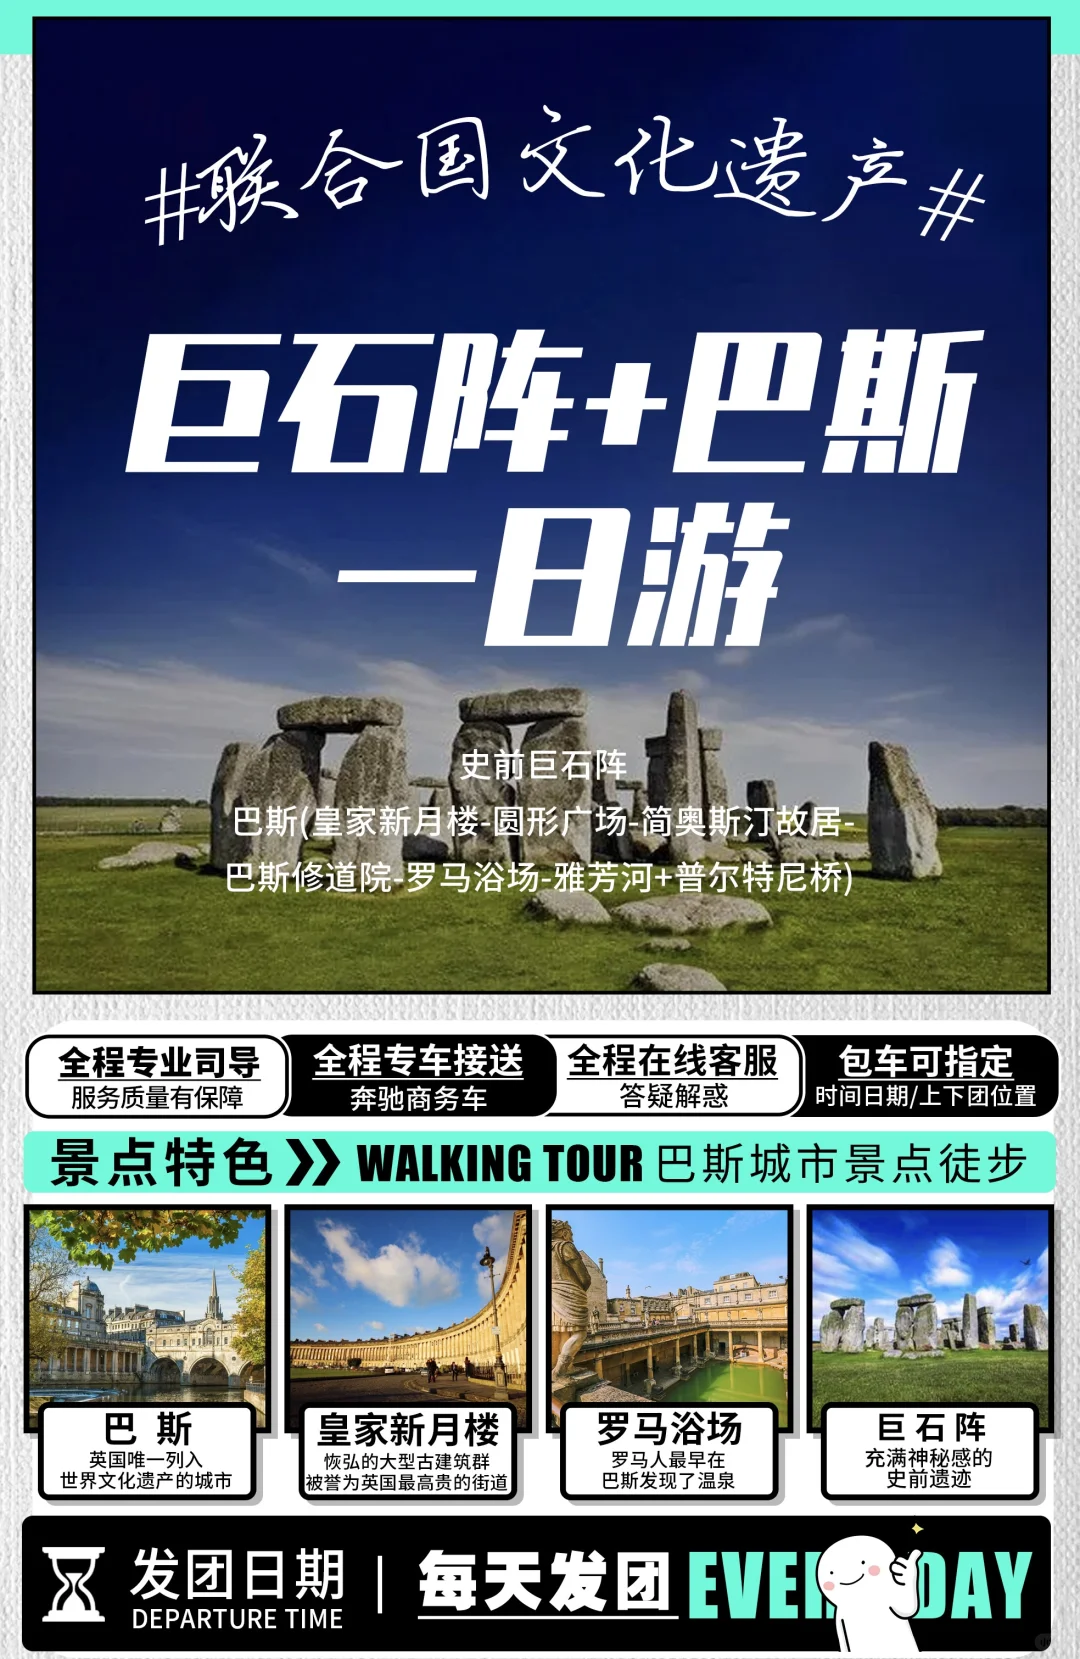 #联合国文化遗产#
巨石阵+巴斯
一日游
史前巨石阵
巴斯(皇家新月楼-圆形广场-简奥斯汀故居-
巴斯修道院-罗马浴场-雅芳河+普尔特尼桥)
全程专业司导
服务质量有保障
全程专车接送
奔驰商务车
全程在线客服
答疑解惑
包车可指定
时间日期/上下团位置
景点特色 WALKING TOUR 巴斯城市景点徒步
巴斯
英国唯一列入
世界文化遗产的城市
皇家新月楼
恢弘的大型古建筑群
被誉为英国最高贵的街道
罗马浴场
罗马人最早在
巴斯发现了温泉
巨石阵
充满神秘感的
史前遗迹
发团日期
DEPARTURE TIME
每天发团